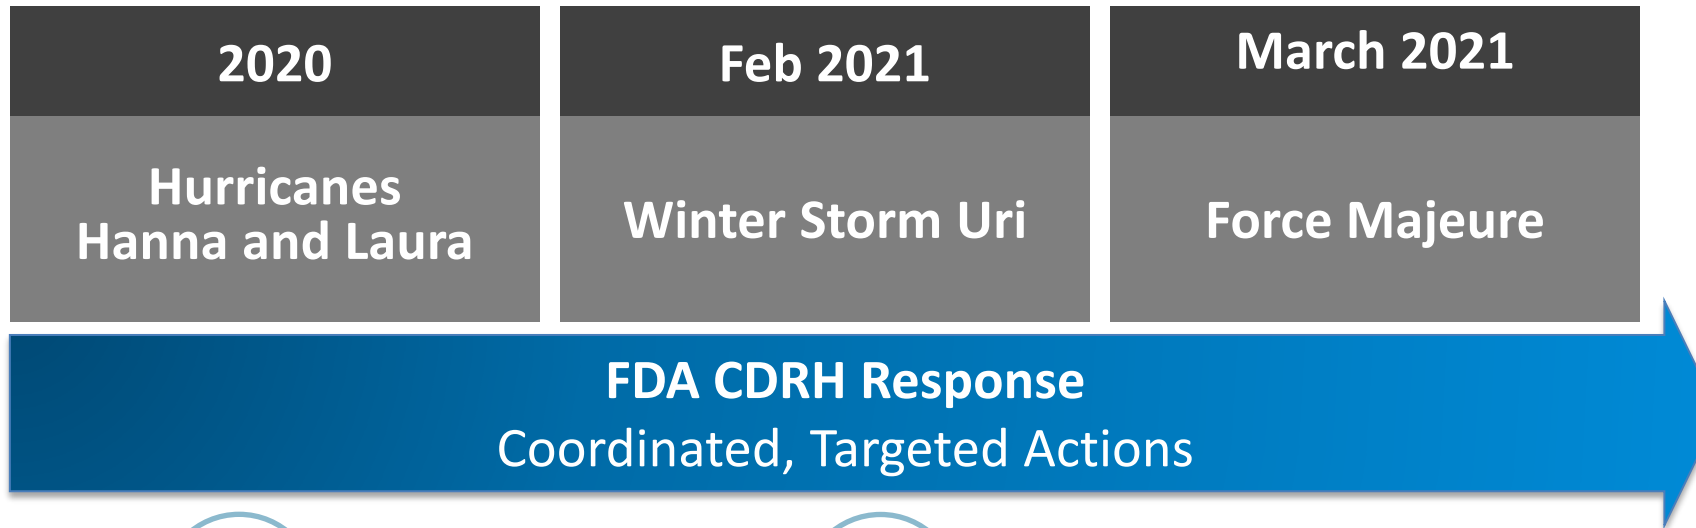 2020
Hurricanes
Hanna and Laura
Feb 2021
Winter Storm Uri
March 2021
Force Majeure
FDA CDRH Response
Coordinated, Targeted Actions